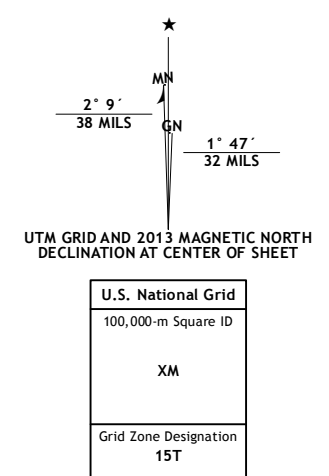 MN
2° 9´
38 MILS
GN
1° 47´
32 MILS
UTM GRID AND 2013 MAGNETIC NORTH
DECLINATION AT CENTER OF SHEET
U.S. National Grid
100,000-m Square ID
XM
Grid Zone Designation
15T